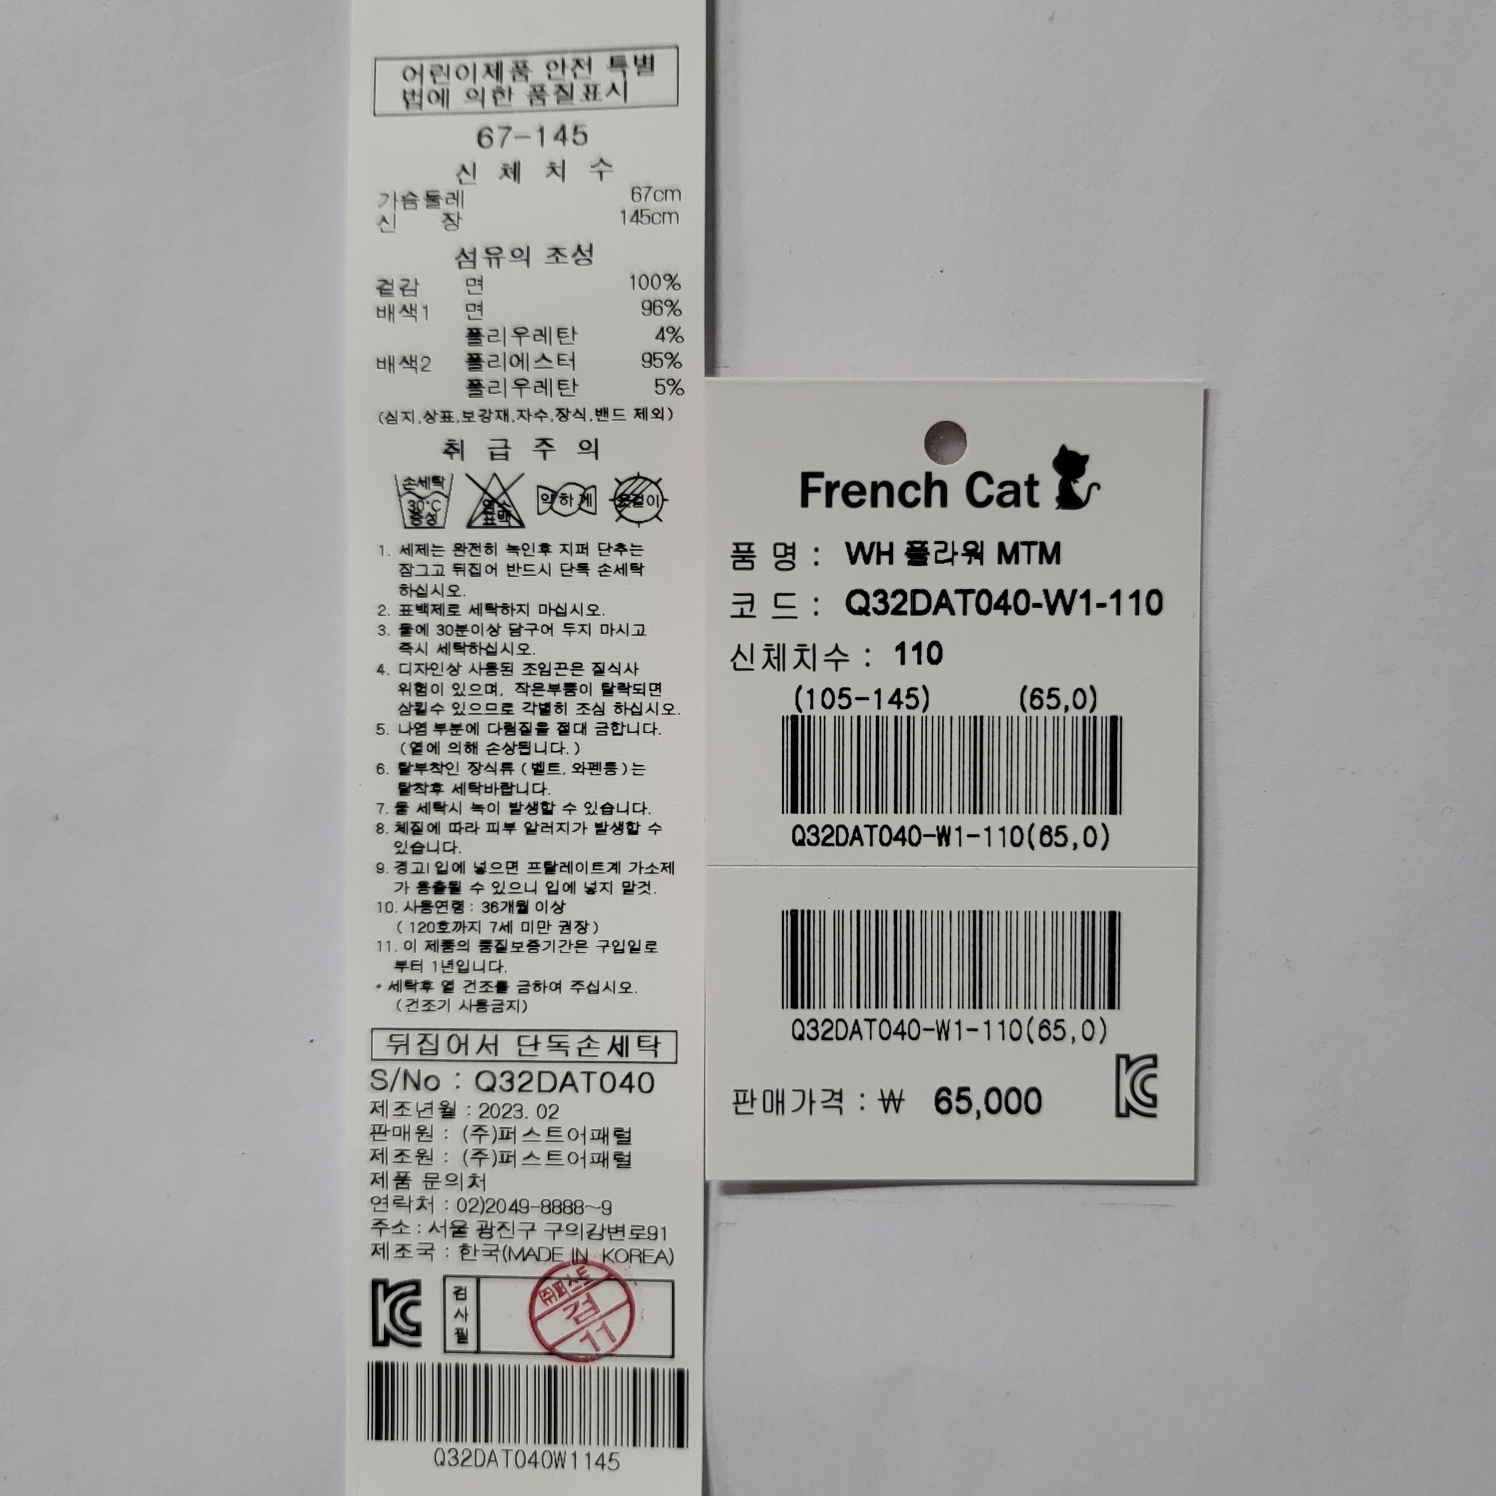 어린이제품 안전 특별
법에 의한 품질표시
67-145
신 체 치 수
가슴둘레 67cm
신 장 145cm
섬유의 조성
겉감 면 100%
배색1 면 96%
폴리우레탄 4%
배색2 폴리에스터 95%
폴리우레탄 5%
(심지,상표,보강재,자수,장식,밴드 제외)
취 급 주 의
손세탁 30°C 중성
염소 표백
약하게
옷걸이
1. 세제는 완전히 녹인후 지퍼 단추는
잠그고 뒤집어 반드시 단독 손세탁
하십시오.
2. 표백제로 세탁하지 마십시오.
3. 물에 30분이상 담구어 두지 마시고
즉시 세탁하십시오.
4. 디자인상 사용된 조임끈은 질식사
위험이 있으며, 작은부품이 탈락되면
삼킬수 있으므로 각별히 조심 하십시오.
5. 나염 부분에 다림질을 절대 금합니다.
(열에 의해 손상됩니다.)
6. 탈부착인 장식류 (벨트, 와펜등)는
탈착후 세탁바랍니다.
7. 물 세탁시 녹이 발생할 수 있습니다.
8. 체질에 따라 피부 알러지가 발생할 수
있습니다.
9. 경고! 입에 넣으면 프탈레이트계 가소제
가 용출될 수 있으니 입에 넣지 말것.
10. 사용연령 : 36개월 이상
(120호까지 7세 미만 권장)
11. 이 제품의 품질보증기간은 구입일로
부터 1년입니다.
* 세탁후 열 건조를 금하여 주십시오.
(건조기 사용금지)
뒤집어서 단독손세탁
S/No : Q32DAT040
제조년월 : 2023. 02
판매원 : (주)퍼스트어패럴
제조원 : (주)퍼스트어패럴
제품 문의처
연락처 : 02)2049-8888~9
주소 : 서울 광진구 구의강변로91
제조국 : 한국(MADE IN KOREA)
KC
검사필
㈜퍼스트
검
11
Q32DAT040W1145
French Cat
품 명 : WH 플라워 MTM
코 드 : Q32DAT040-W1-110
신체치수 : 110
(105-145) (65,0)
Q32DAT040-W1-110(65,0)
Q32DAT040-W1-110(65,0)
판매가격 : ₩ 65,000
KC